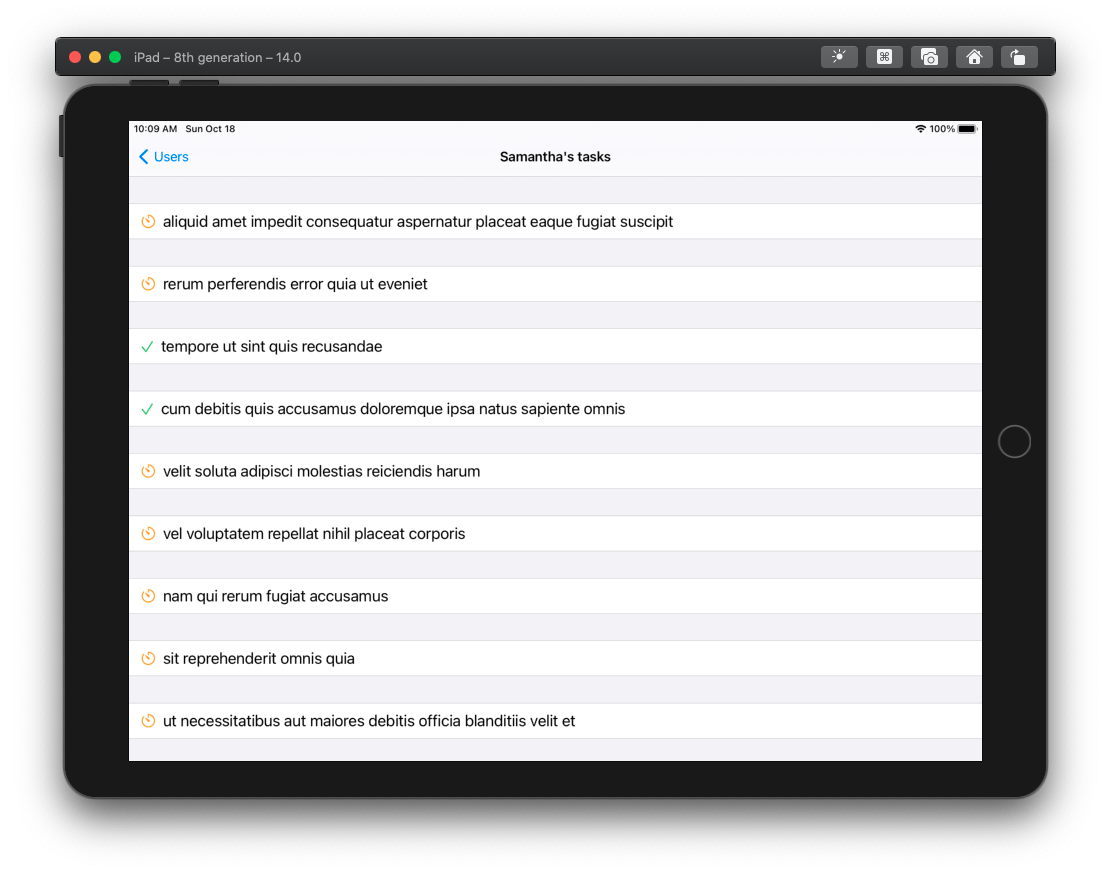 iPad – 8th generation – 14.0
10:09 AM Sun Oct 18 100%
Users Samantha's tasks
aliquid amet impedit consequatur aspernatur placeat eaque fugiat suscipit
rerum perferendis error quia ut eveniet
tempore ut sint quis recusandae
cum debitis quis accusamus doloremque ipsa natus sapiente omnis
velit soluta adipisci molestias reiciendis harum
vel voluptatem repellat nihil placeat corporis
nam qui rerum fugiat accusamus
sit reprehenderit omnis quia
ut necessitatibus aut maiores debitis officia blanditiis velit et